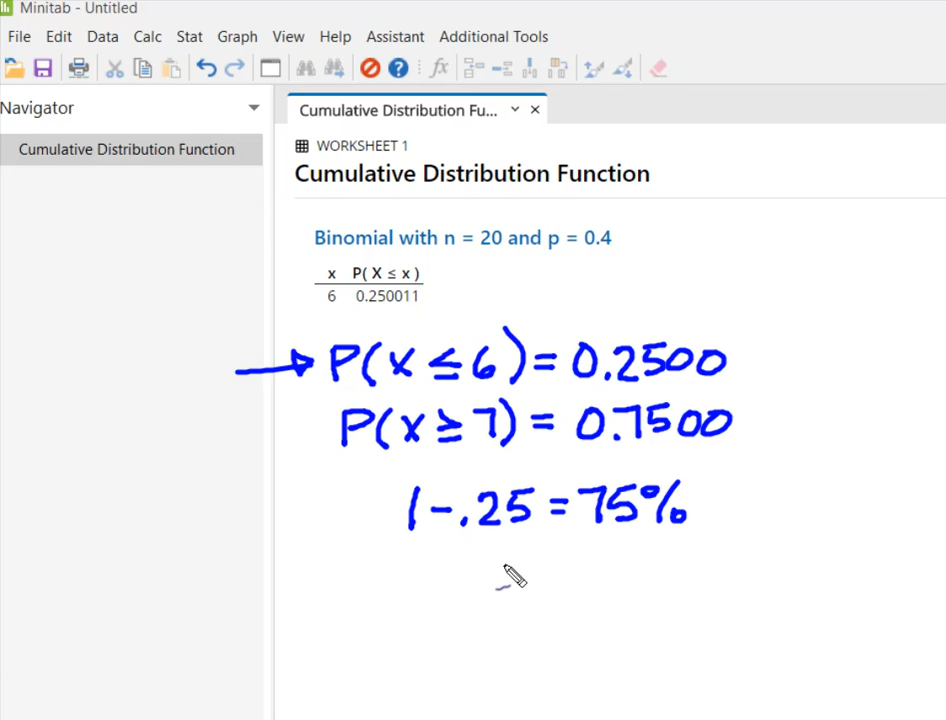 Minitab - Untitled
File Edit Data Calc Stat Graph View Help Assistant Additional Tools
Navigator
Cumulative Distribution Fu...
Cumulative Distribution Function
WORKSHEET 1
Cumulative Distribution Function
Binomial with n = 20 and p = 0.4
x P( X ≤ x )
6 0.250011
P(X ≤ 6) = 0.2500
P(X ≥ 7) = 0.7500
1 - .25 = 75%